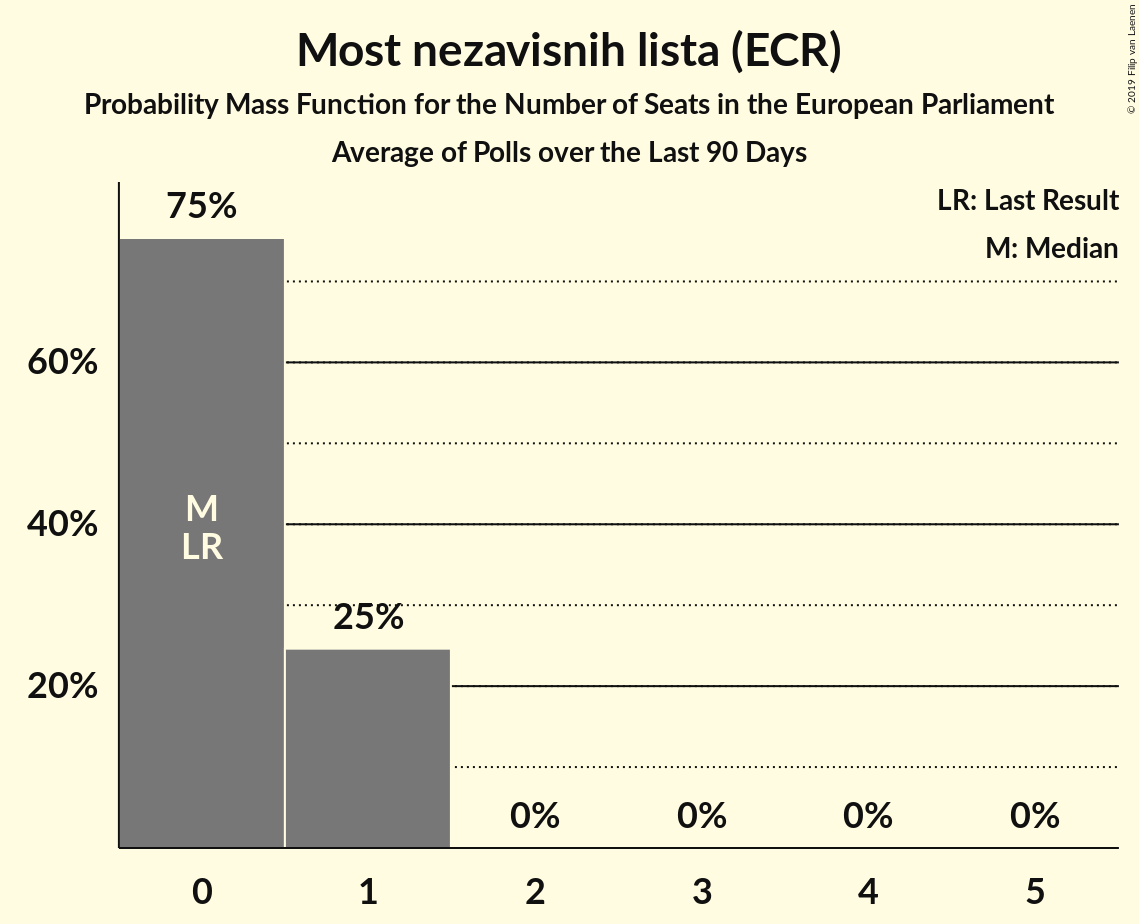 Most nezavisnih lista (ECR)
Probability Mass Function for the Number of Seats in the European Parliament
Average of Polls over the Last 90 Days
© 2019 Filip van Laenen
LR: Last Result
M: Median
75%
60%
M
40%
LR
25%
20%
0% 0% 0% 0%
0 1 2 3 4 5